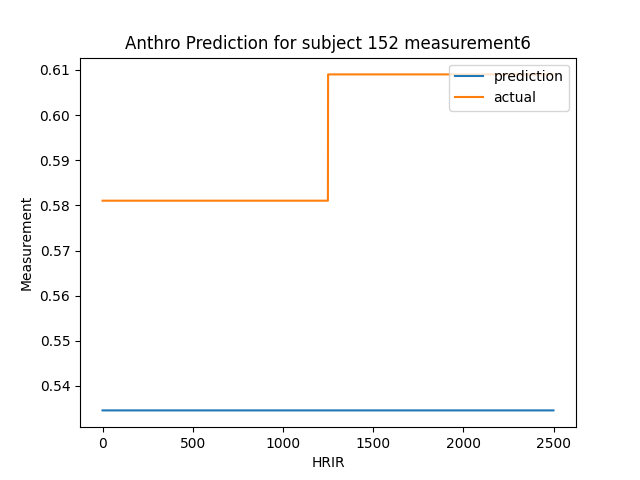 Anthro Prediction for subject 152 measurement6
0.61
0.60
0.59
0.58
0.57
0.56
0.55
0.54
Measurement
prediction
actual
0
500
1000
1500
2000
2500
HRIR